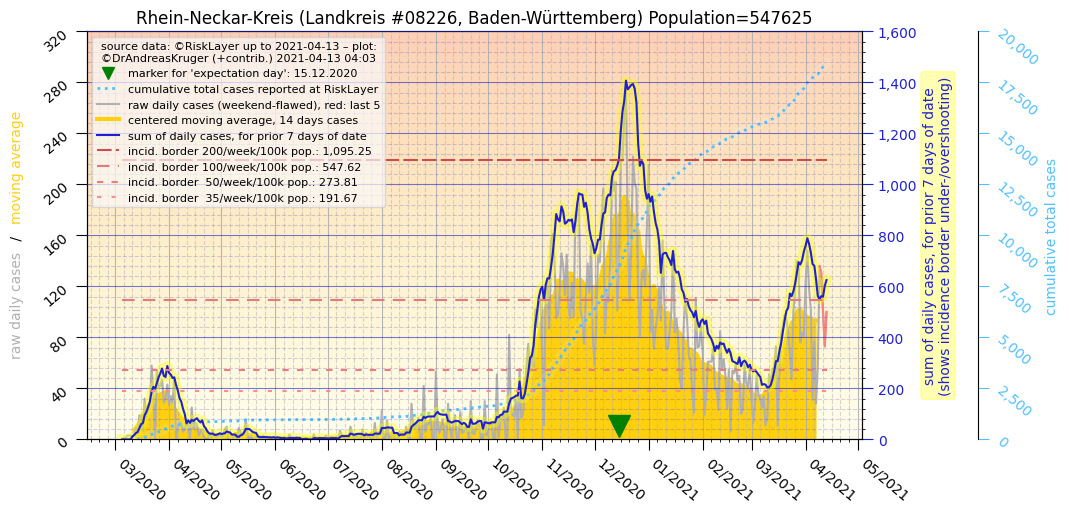 Rhein-Neckar-Kreis (Landkreis #08226, Baden-Württemberg) Population=547625
source data: ©RiskLayer up to 2021-04-13 – plot:
©DrAndreasKruger (+contrib.) 2021-04-13 04:03
marker for 'expectation day': 15.12.2020
cumulative total cases reported at RiskLayer
raw daily cases (weekend-flawed), red: last 5
centered moving average, 14 days cases
sum of daily cases, for prior 7 days of date
incid. border 200/week/100k pop.: 1,095.25
incid. border 100/week/100k pop.: 547.62
incid. border  50/week/100k pop.: 273.81
incid. border  35/week/100k pop.: 191.67
raw daily cases / moving average
320
280
240
200
160
120
80
40
0
1,600
1,400
1,200
1,000
800
600
400
200
0
sum of daily cases, for prior 7 days of date
(shows incidence border under-/overshooting)
20,000
17,500
15,000
12,500
10,000
7,500
5,000
2,500
0
cumulative total cases
03/2020
04/2020
05/2020
06/2020
07/2020
08/2020
09/2020
10/2020
11/2020
12/2020
01/2021
02/2021
03/2021
04/2021
05/2021